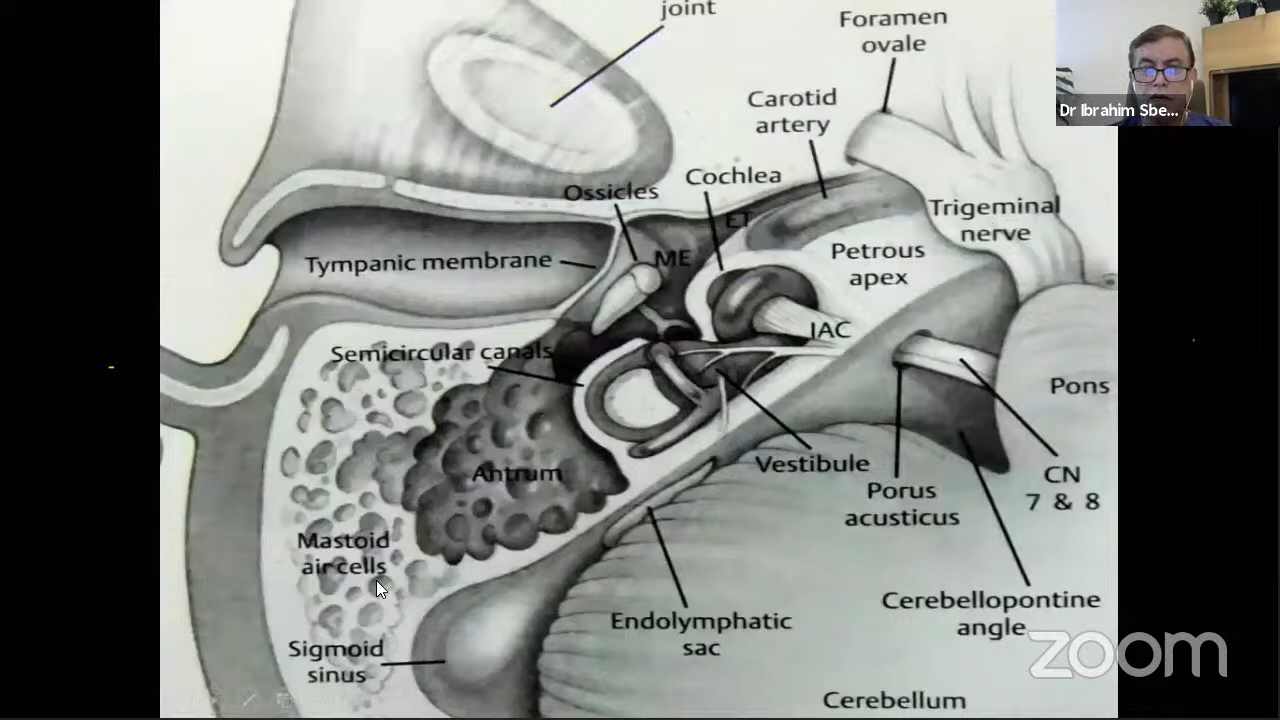 joint
Foramen
ovale
Carotid
artery
Dr Ibrahim Sbe...
Ossicles
Cochlea
ET
Trigeminal
nerve
Tympanic membrane
ME
Petrous
apex
IAC
Semicircular canals
Pons
Antrum
Vestibule
Porus
acusticus
CN
7 & 8
Mastoid
air cells
Endolymphatic
sac
Cerebellopontine
angle
Sigmoid
sinus
zoom
Cerebellum